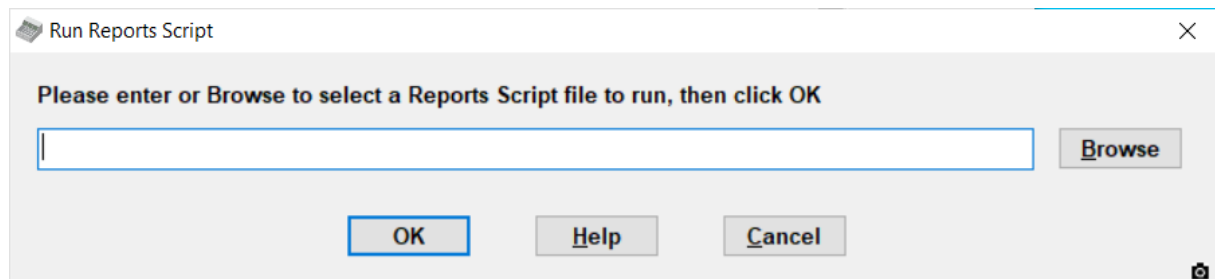 Run Reports Script
Please enter or Browse to select a Reports Script file to run, then click OK
Browse
OK Help Cancel